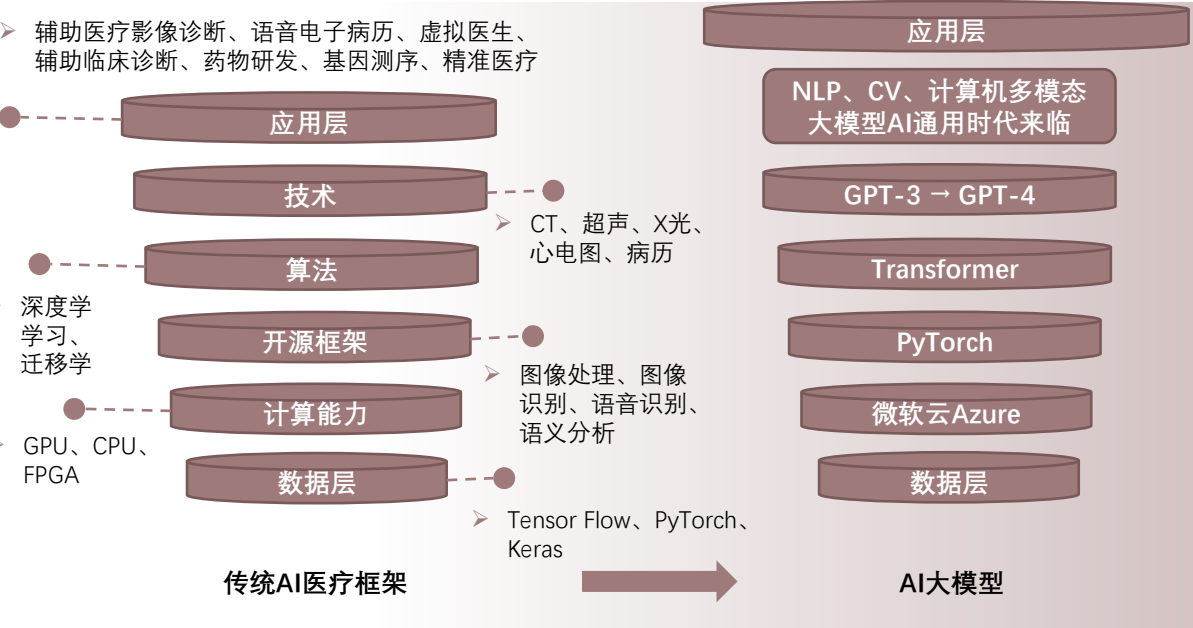 辅助医疗影像诊断、语音电子病历、虚拟医生、
辅助临床诊断、药物研发、基因测序、精准医疗
应用层
技术
CT、超声、X光、
心电图、病历
算法
深度学
学习、
迁移学
开源框架
图像处理、图像
识别、语音识别、
语义分析
计算能力
GPU、CPU、
FPGA
数据层
Tensor Flow、PyTorch、
Keras
传统AI医疗框架
应用层
NLP、CV、计算机多模态
大模型AI通用时代来临
GPT-3 → GPT-4
Transformer
PyTorch
微软云Azure
数据层
AI大模型